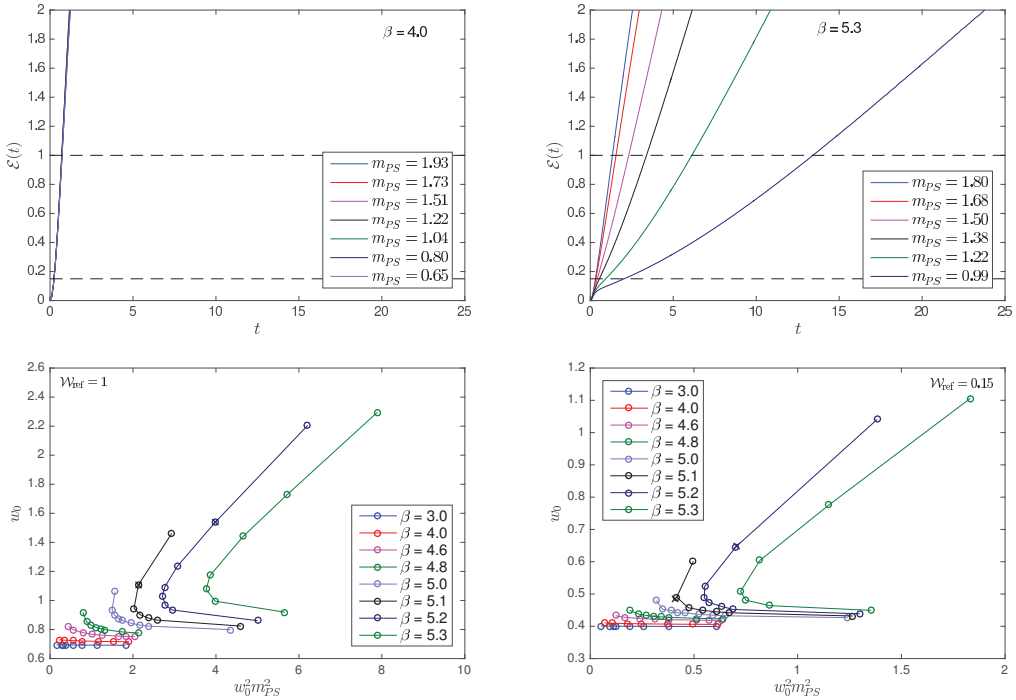 β = 4.0
2
1.8
1.6
1.4
1.2
1
0.8
0.6
0.4
0.2
0
ℰ(t)
m_PS = 1.93
m_PS = 1.73
m_PS = 1.51
m_PS = 1.22
m_PS = 1.04
m_PS = 0.80
m_PS = 0.65
0 5 10 15 20 25
t
β = 5.3
2
1.8
1.6
1.4
1.2
1
0.8
0.6
0.4
0.2
0
ℰ(t)
m_PS = 1.80
m_PS = 1.68
m_PS = 1.50
m_PS = 1.38
m_PS = 1.22
m_PS = 0.99
0 5 10 15 20 25
t
𝒲_ref = 1
2.6
2.4
2.2
2
1.8
1.6
1.4
1.2
1
0.8
0.6
w_0
β = 3.0
β = 4.0
β = 4.6
β = 4.8
β = 5.0
β = 5.1
β = 5.2
β = 5.3
0 2 4 6 8 10
w_0^2 m_PS^2
𝒲_ref = 0.15
1.2
1.1
1
0.9
0.8
0.7
0.6
0.5
0.4
0.3
w_0
β = 3.0
β = 4.0
β = 4.6
β = 4.8
β = 5.0
β = 5.1
β = 5.2
β = 5.3
0 0.5 1 1.5 2
w_0^2 m_PS^2